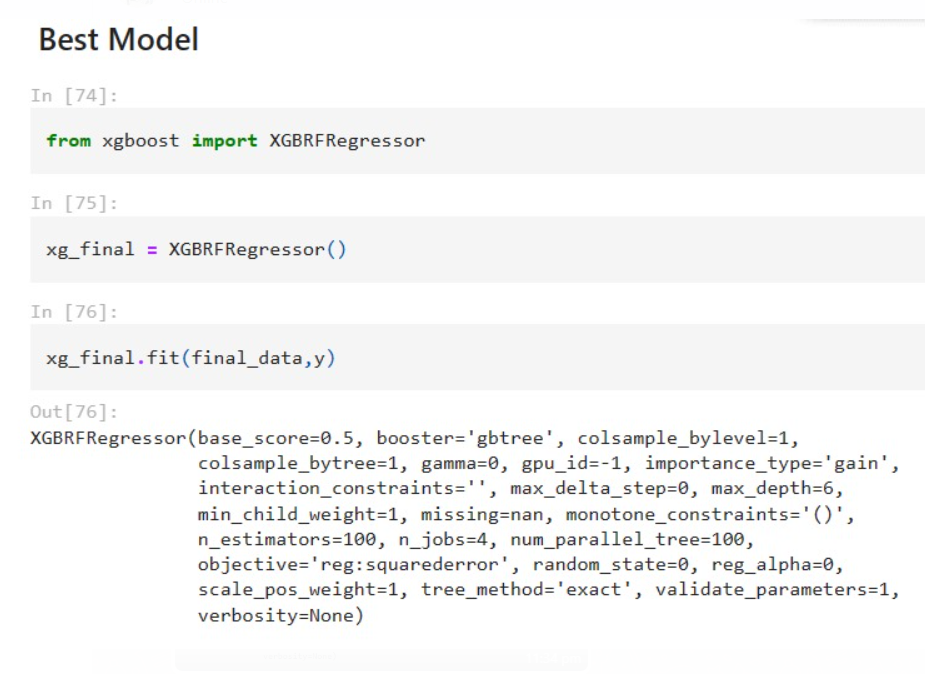 Best Model
In [74]:
from xgboost import XGBRFRegressor
In [75]:
xg_final = XGBRFRegressor()
In [76]:
xg_final.fit(final_data,y)
Out[76]:
XGBRFRegressor(base_score=0.5, booster='gbtree', colsample_bylevel=1,
colsample_bytree=1, gamma=0, gpu_id=-1, importance_type='gain',
interaction_constraints='', max_delta_step=0, max_depth=6,
min_child_weight=1, missing=nan, monotone_constraints='()',
n_estimators=100, n_jobs=4, num_parallel_tree=100,
objective='reg:squarederror', random_state=0, reg_alpha=0,
scale_pos_weight=1, tree_method='exact', validate_parameters=1,
verbosity=None)